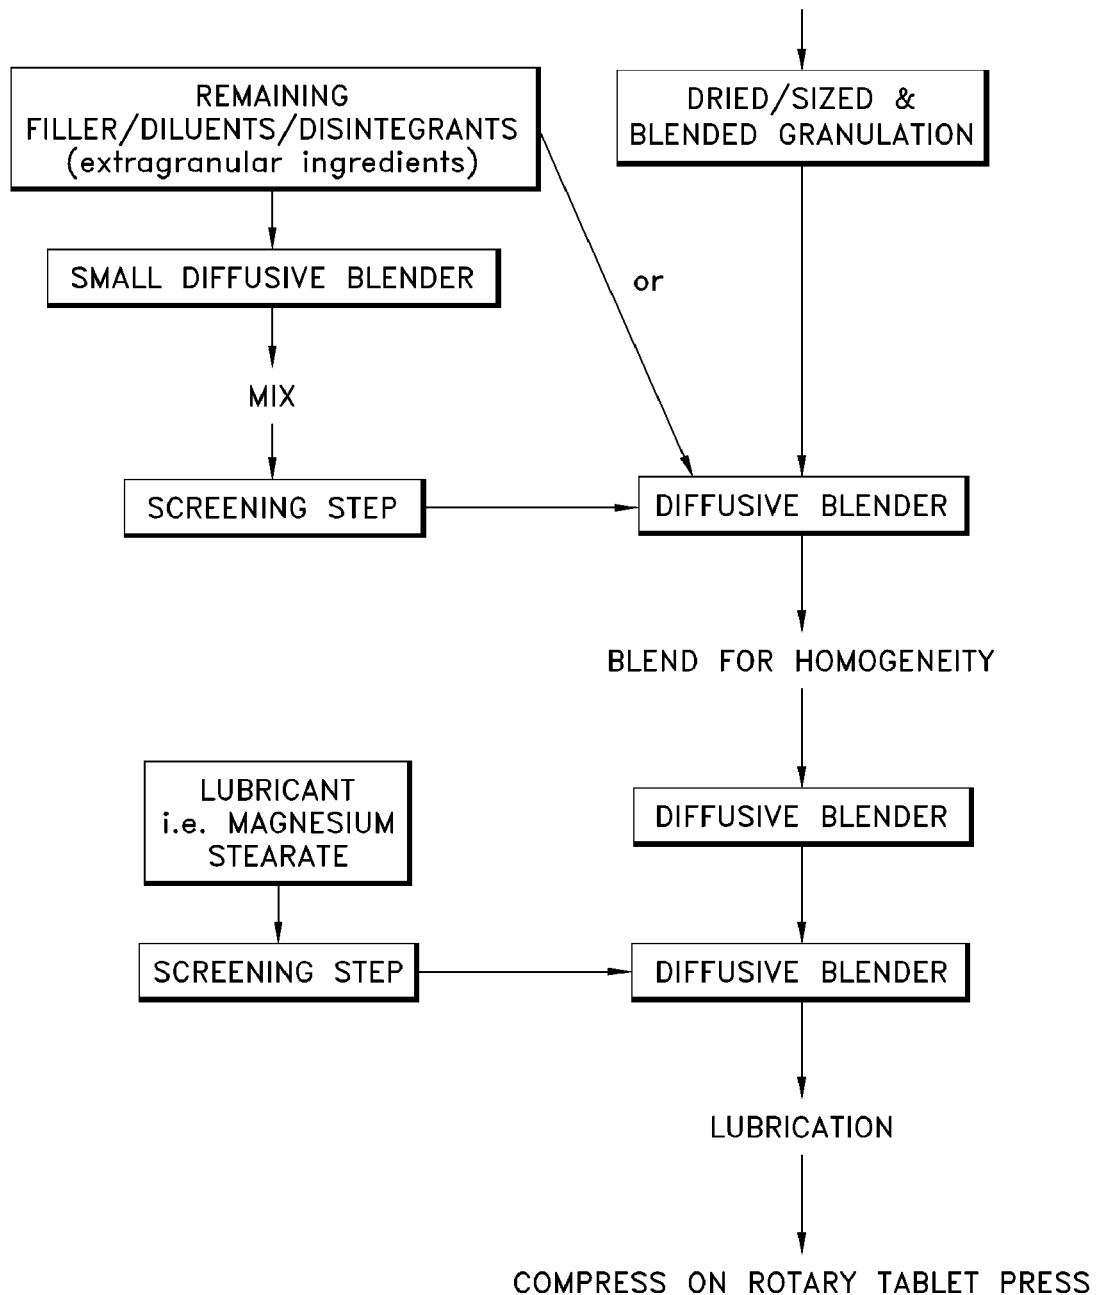 REMAINING
FILLER/DILUENTS/DISINTEGRANTS
(extragranular ingredients)
DRIED/SIZED &
BLENDED GRANULATION
SMALL DIFFUSIVE BLENDER
or
MIX
SCREENING STEP
DIFFUSIVE BLENDER
BLEND FOR HOMOGENEITY
LUBRICANT
i.e. MAGNESIUM
STEARATE
DIFFUSIVE BLENDER
SCREENING STEP
DIFFUSIVE BLENDER
LUBRICATION
COMPRESS ON ROTARY TABLET PRESS